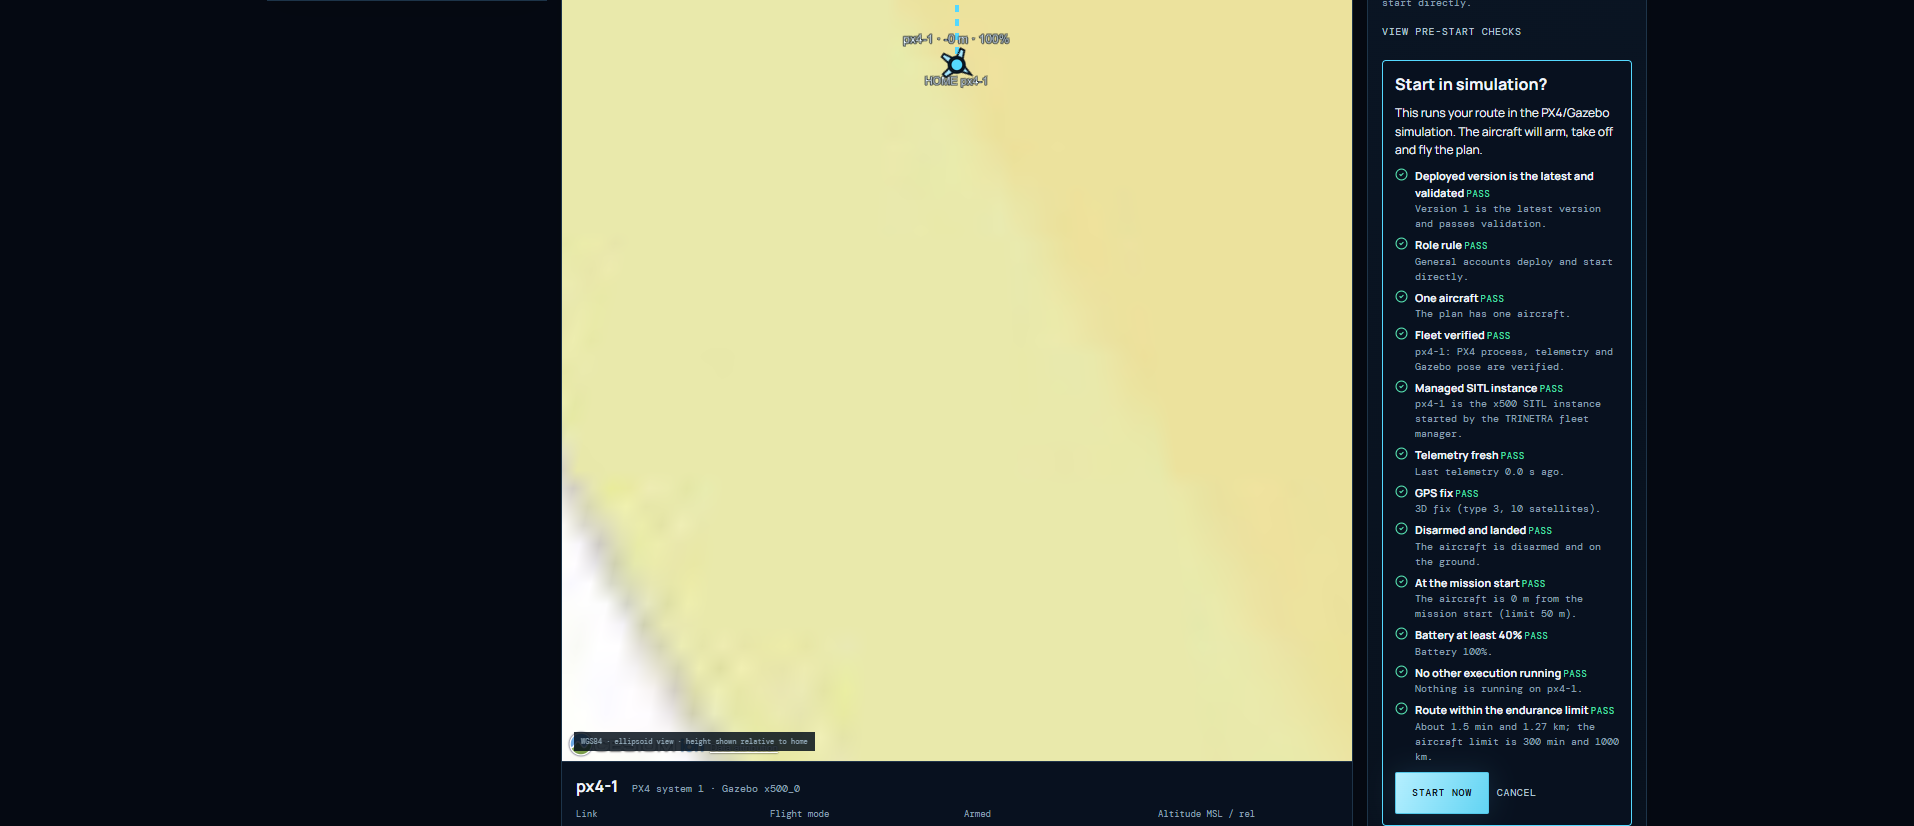 start directly.
VIEW PRE-START CHECKS
px4-1 · -0 m · 100%
HOME px4-1
Start in simulation?
This runs your route in the PX4/Gazebo
simulation. The aircraft will arm, take off
and fly the plan.
Deployed version is the latest and
validated PASS
Version 1 is the latest version
and passes validation.
Role rule PASS
General accounts deploy and start
directly.
One aircraft PASS
The plan has one aircraft.
Fleet verified PASS
px4-1: PX4 process, telemetry and
Gazebo pose are verified.
Managed SITL instance PASS
px4-1 is the x500 SITL instance
started by the TRINETRA fleet
manager.
Telemetry fresh PASS
Last telemetry 0.0 s ago.
GPS fix PASS
3D fix (type 3, 10 satellites).
Disarmed and landed PASS
The aircraft is disarmed and on
the ground.
At the mission start PASS
The aircraft is 0 m from the
mission start (limit 50 m).
Battery at least 40% PASS
Battery 100%.
No other execution running PASS
Nothing is running on px4-1.
Route within the endurance limit PASS
About 1.5 min and 1.27 km; the
aircraft limit is 300 min and 1000
km.
START NOW CANCEL
WGS84 · ellipsoid view · height shown relative to home
px4-1 PX4 system 1 · Gazebo x500_0
Link Flight mode Armed Altitude MSL / rel